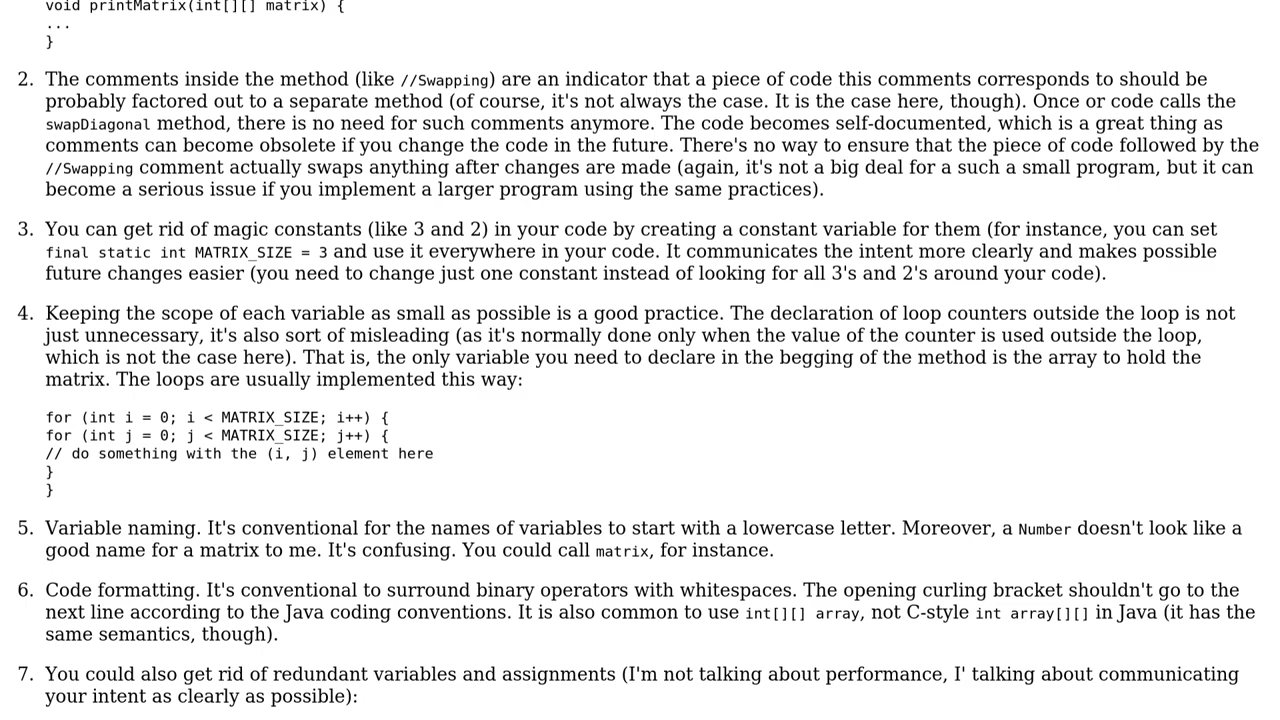 void printMatrix(int[][] matrix) {
...
}
2. The comments inside the method (like //Swapping) are an indicator that a piece of code this comments corresponds to should be
probably factored out to a separate method (of course, it's not always the case. It is the case here, though). Once or code calls the
swapDiagonal method, there is no need for such comments anymore. The code becomes self-documented, which is a great thing as
comments can become obsolete if you change the code in the future. There's no way to ensure that the piece of code followed by the
//Swapping comment actually swaps anything after changes are made (again, it's not a big deal for a such a small program, but it can
become a serious issue if you implement a larger program using the same practices).
3. You can get rid of magic constants (like 3 and 2) in your code by creating a constant variable for them (for instance, you can set
final static int MATRIX_SIZE = 3 and use it everywhere in your code. It communicates the intent more clearly and makes possible
future changes easier (you need to change just one constant instead of looking for all 3's and 2's around your code).
4. Keeping the scope of each variable as small as possible is a good practice. The declaration of loop counters outside the loop is not
just unnecessary, it's also sort of misleading (as it's normally done only when the value of the counter is used outside the loop,
which is not the case here). That is, the only variable you need to declare in the begging of the method is the array to hold the
matrix. The loops are usually implemented this way:
for (int i = 0; i < MATRIX_SIZE; i++) {
for (int j = 0; j < MATRIX_SIZE; j++) {
// do something with the (i, j) element here
}
}
5. Variable naming. It's conventional for the names of variables to start with a lowercase letter. Moreover, a Number doesn't look like a
good name for a matrix to me. It's confusing. You could call matrix, for instance.
6. Code formatting. It's conventional to surround binary operators with whitespaces. The opening curling bracket shouldn't go to the
next line according to the Java coding conventions. It is also common to use int[][] array, not C-style int array[][] in Java (it has the
same semantics, though).
7. You could also get rid of redundant variables and assignments (I'm not talking about performance, I' talking about communicating
your intent as clearly as possible):